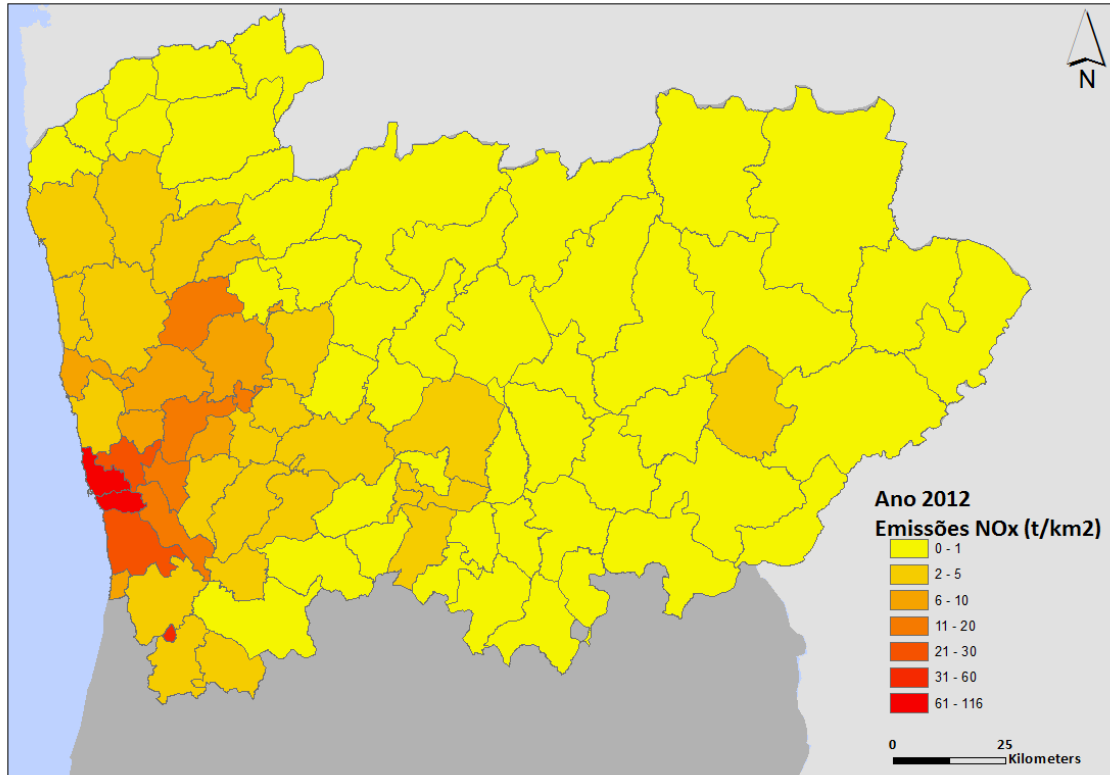 N
Ano 2012
Emissões NOx (t/km2)
0 - 1
2 - 5
6 - 10
11 - 20
21 - 30
31 - 60
61 - 116
0 25
Kilometers